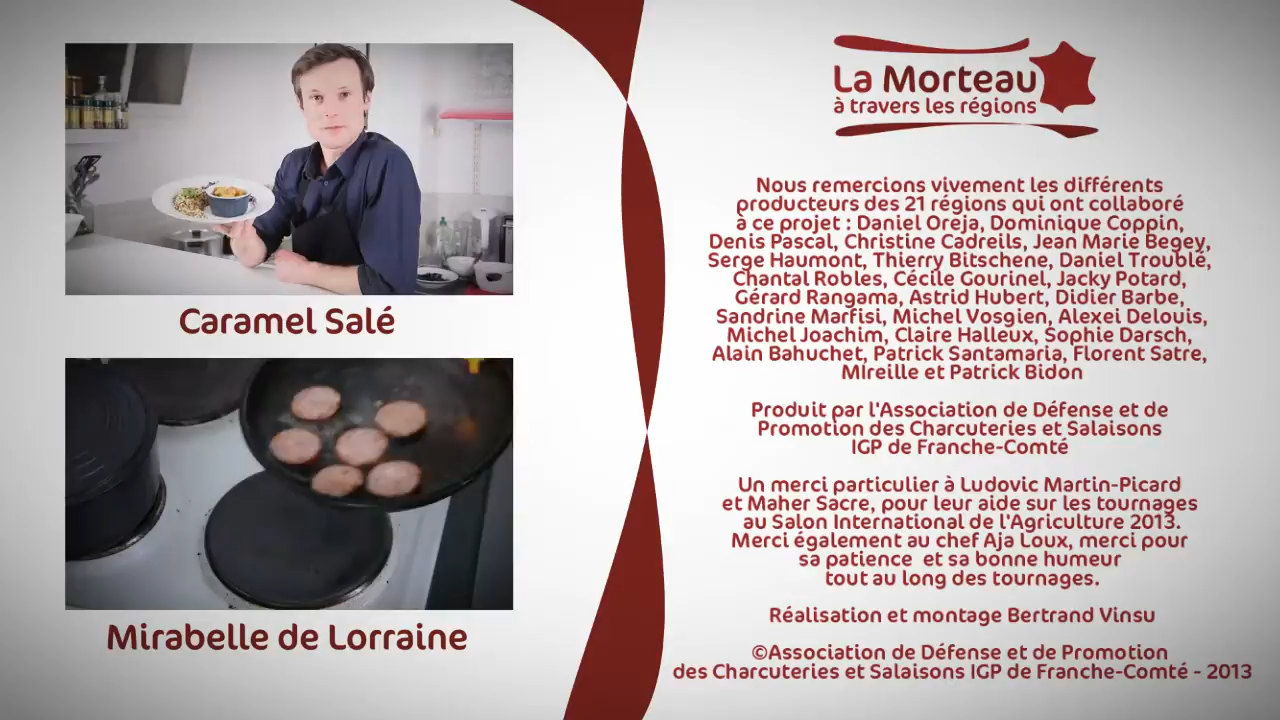 Caramel Salé
Mirabelle de Lorraine
La Morteau
à travers les régions
Nous remercions vivement les différents
producteurs des 21 régions qui ont collaboré
à ce projet : Daniel Oreja, Dominique Coppin,
Denis Pascal, Christine Cadreils, Jean Marie Begey,
Serge Haumont, Thierry Bitschene, Daniel Troublé,
Chantal Robles, Cécile Gourinel, Jacky Potard,
Gérard Rangama, Astrid Hubert, Didier Barbe,
Sandrine Marfisi, Michel Vosgien, Alexei Delouis,
Michel Joachim, Claire Halleux, Sophie Darsch,
Alain Bahuchet, Patrick Santamaria, Florent Satre,
MIreille et Patrick Bidon
Produit par l'Association de Défense et de
Promotion des Charcuteries et Salaisons
IGP de Franche-Comté
Un merci particulier à Ludovic Martin-Picard
et Maher Sacre, pour leur aide sur les tournages
au Salon International de l'Agriculture 2013.
Merci également au chef Aja Loux, merci pour
sa patience et sa bonne humeur
tout au long des tournages.
Réalisation et montage Bertrand Vinsu
©Association de Défense et de Promotion
des Charcuteries et Salaisons IGP de Franche-Comté - 2013